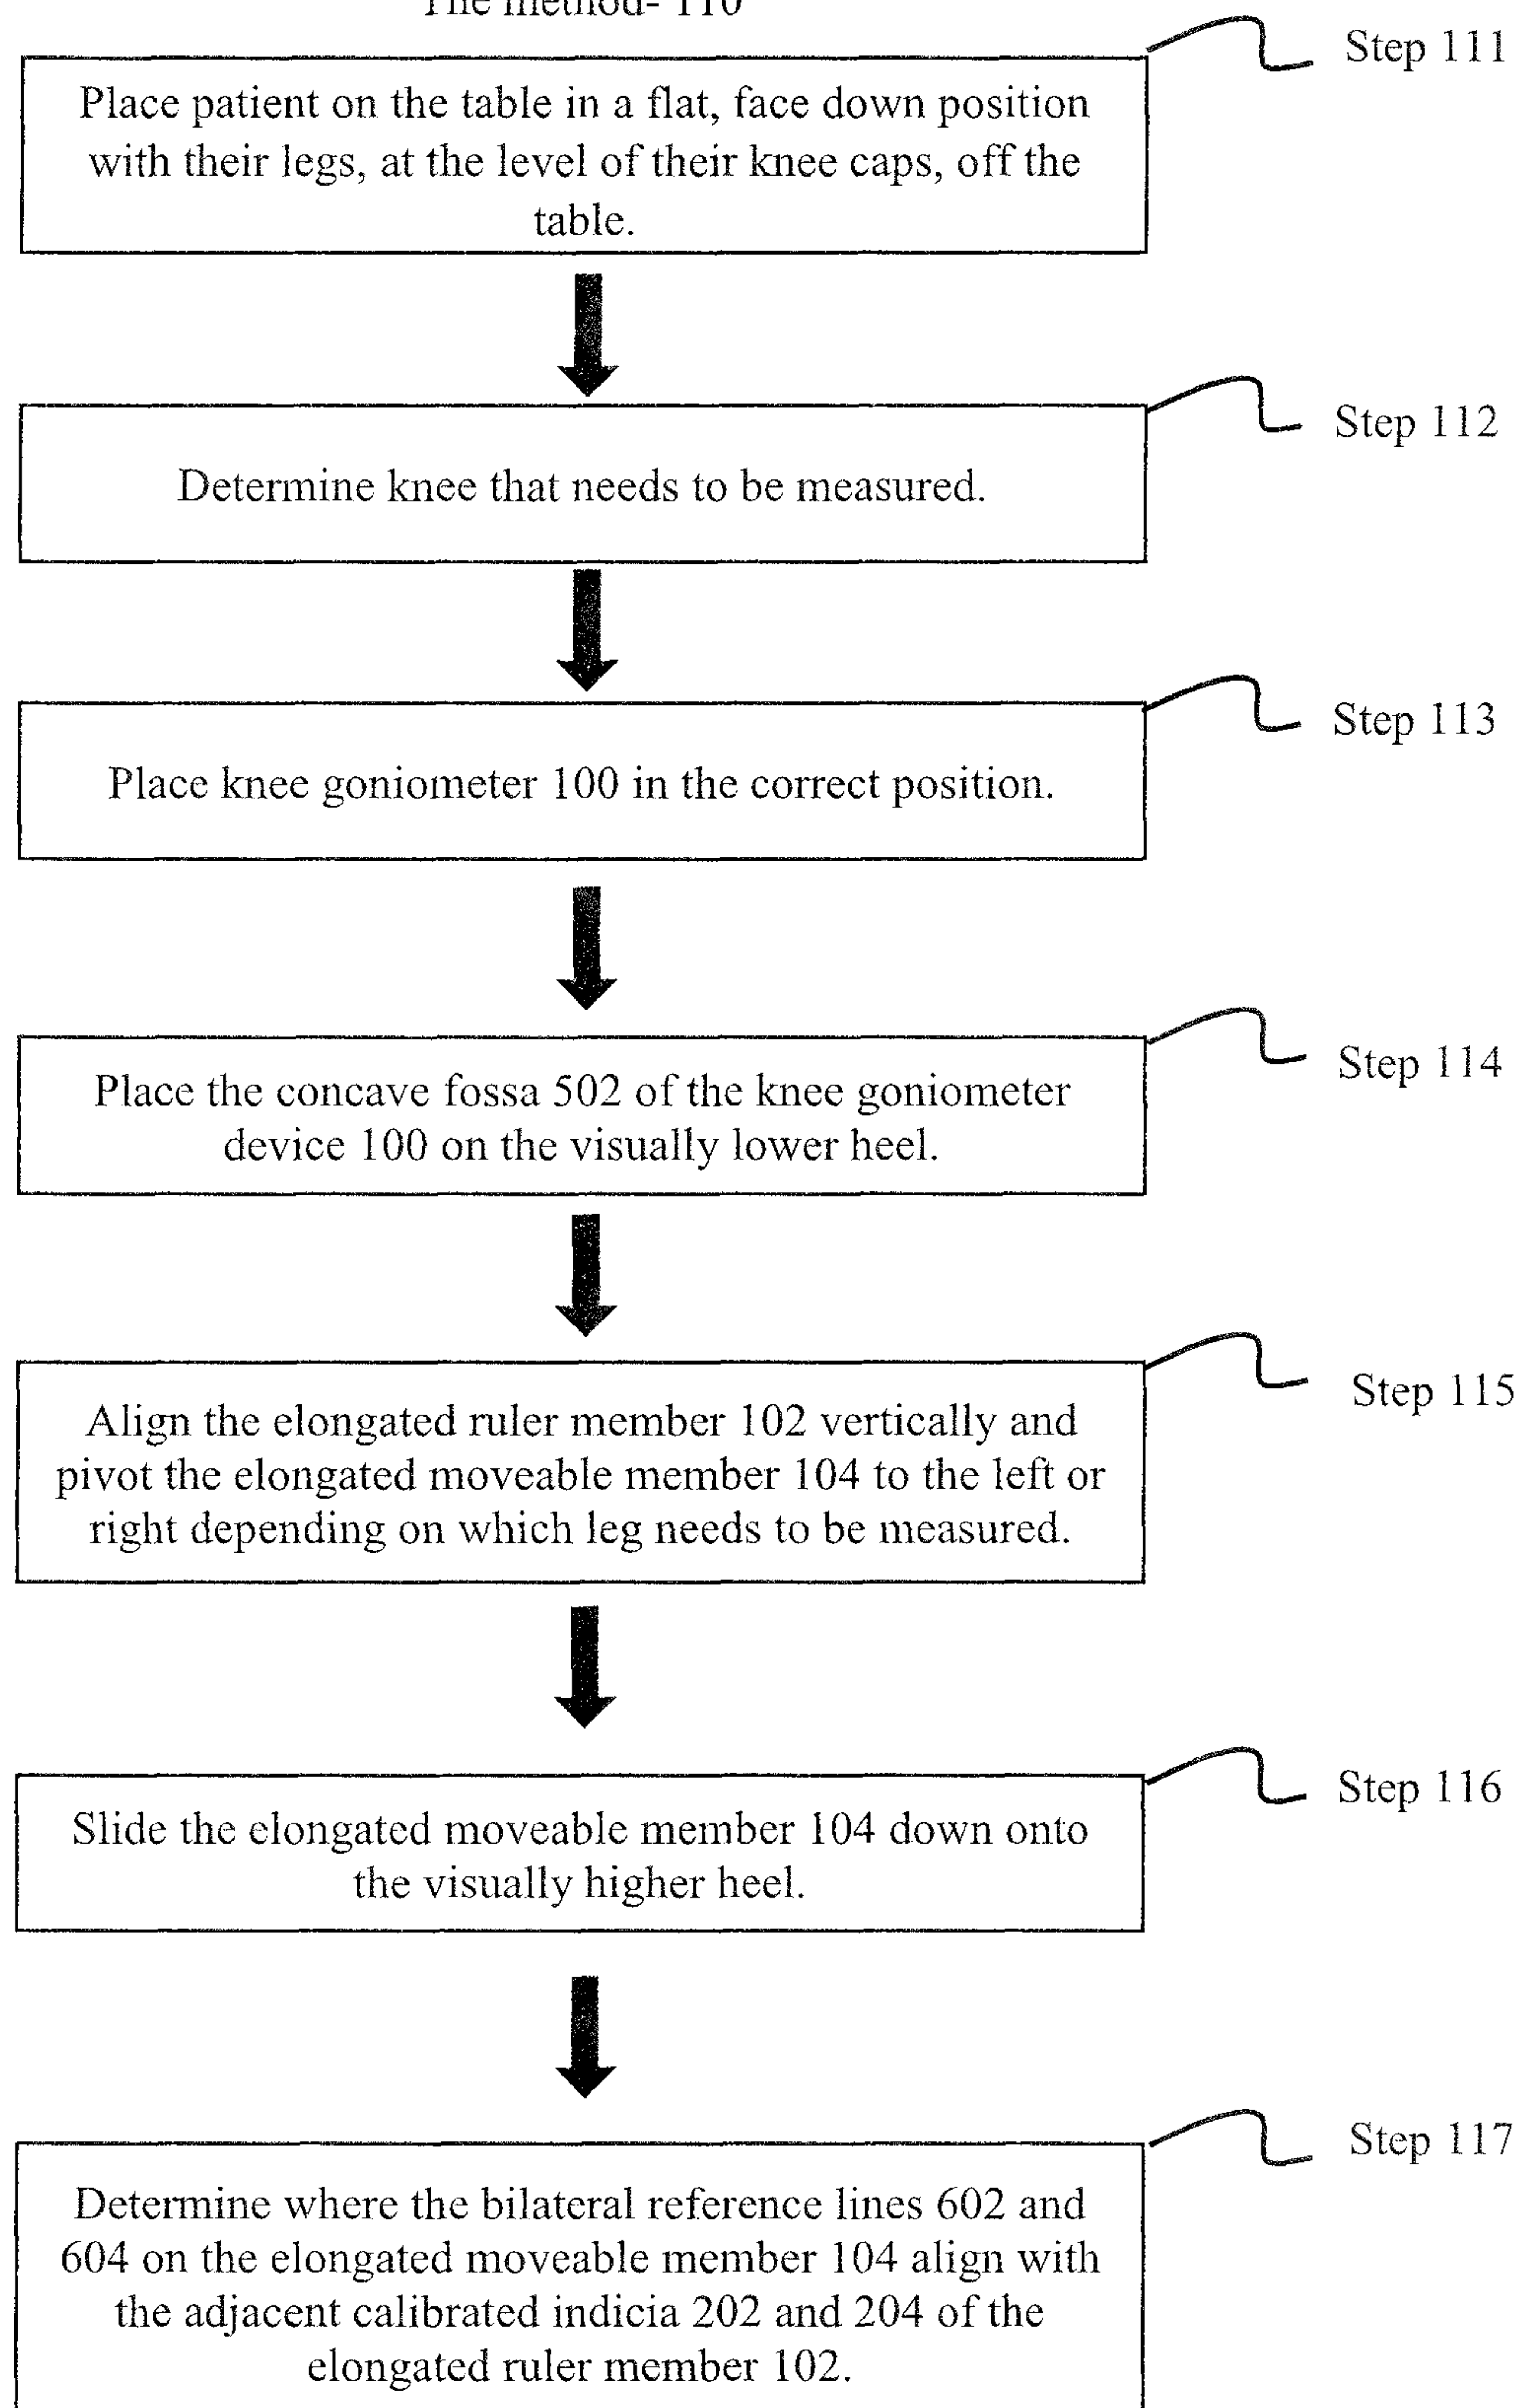 The method- 110
Step 111
Place patient on the table in a flat, face down position
with their legs, at the level of their knee caps, off the
table.
Step 112
Determine knee that needs to be measured.
Step 113
Place knee goniometer 100 in the correct position.
Step 114
Place the concave fossa 502 of the knee goniometer
device 100 on the visually lower heel.
Step 115
Align the elongated ruler member 102 vertically and
pivot the elongated moveable member 104 to the left or
right depending on which leg needs to be measured.
Step 116
Slide the elongated moveable member 104 down onto
the visually higher heel.
Step 117
Determine where the bilateral reference lines 602 and
604 on the elongated moveable member 104 align with
the adjacent calibrated indicia 202 and 204 of the
elongated ruler member 102.